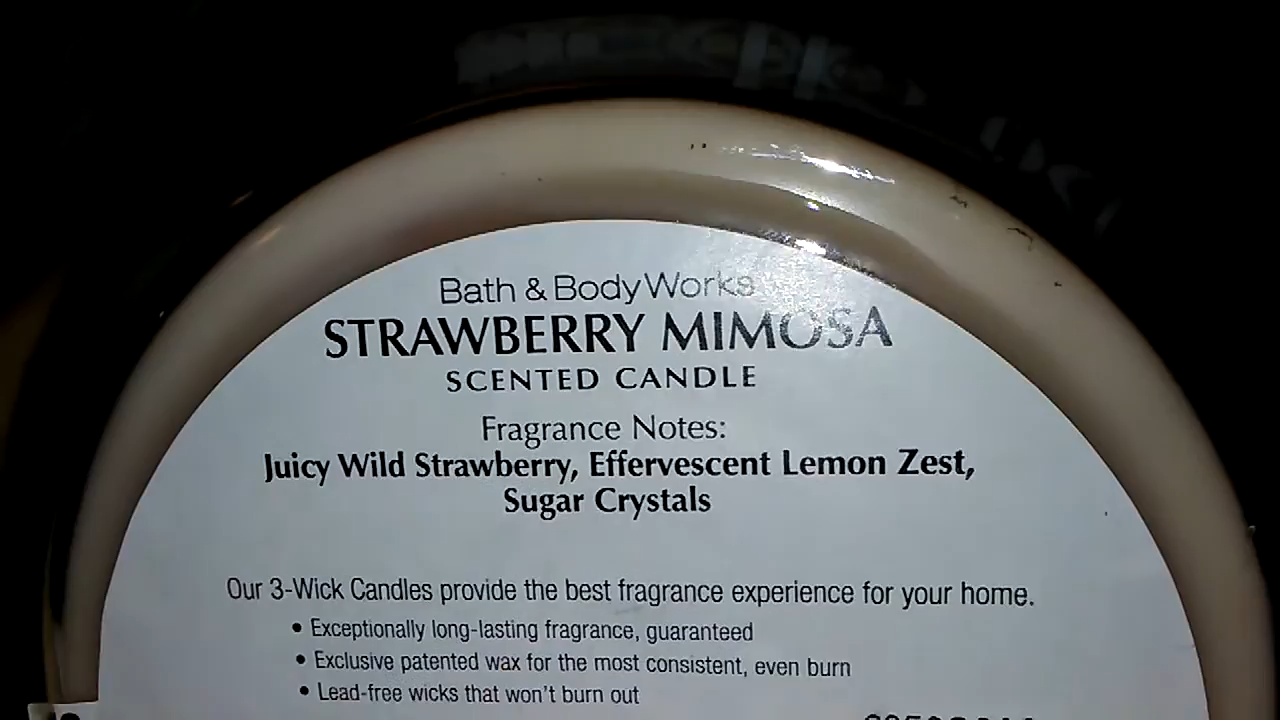 Bath & Body Works
STRAWBERRY MIMOSA
SCENTED CANDLE
Fragrance Notes:
Juicy Wild Strawberry, Effervescent Lemon Zest,
Sugar Crystals
Our 3-Wick Candles provide the best fragrance experience for your home.
• Exceptionally long-lasting fragrance, guaranteed
• Exclusive patented wax for the most consistent, even burn
• Lead-free wicks that won't burn out